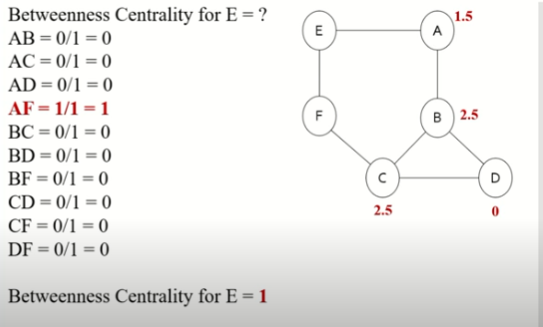 Betweenness Centrality for E = ?
AB = 0/1 = 0
AC = 0/1 = 0
AD = 0/1 = 0
AF = 1/1 = 1
BC = 0/1 = 0
BD = 0/1 = 0
BF = 0/1 = 0
CD = 0/1 = 0
CF = 0/1 = 0
DF = 0/1 = 0
Betweenness Centrality for E = 1
E
A
1.5
F
B
2.5
C
D
2.5
0